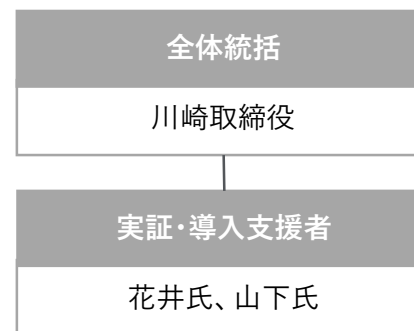 全体統括
川崎取締役
実証・導入支援者
花井氏、山下氏